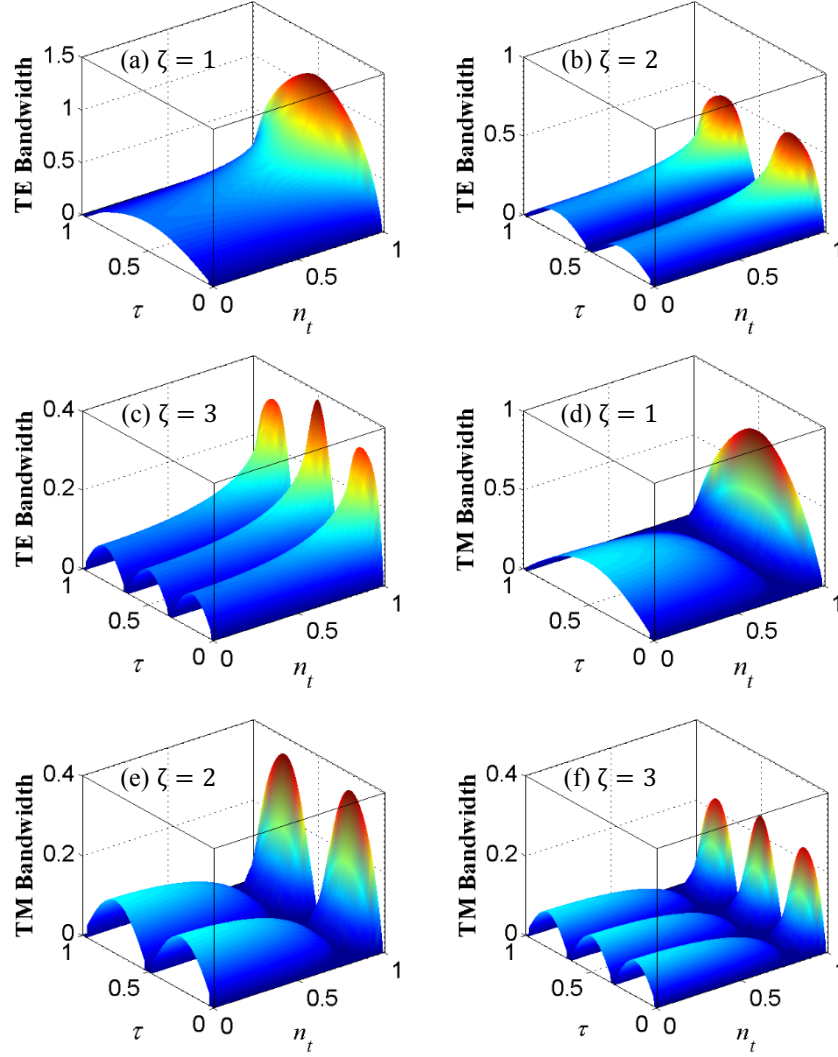 (a) ζ = 1
TE Bandwidth
1.5
1
0.5
0
1
0.5
0
τ
0
0.5
1
n_t
(b) ζ = 2
TE Bandwidth
1
0.5
0
1
0.5
0
τ
0
0.5
1
n_t
(c) ζ = 3
TE Bandwidth
0.4
0.2
0
1
0.5
0
τ
0
0.5
1
n_t
(d) ζ = 1
TM Bandwidth
1
0.5
0
1
0.5
0
τ
0
0.5
1
n_t
(e) ζ = 2
TM Bandwidth
0.4
0.2
0
1
0.5
0
τ
0
0.5
1
n_t
(f) ζ = 3
TM Bandwidth
0.4
0.2
0
1
0.5
0
τ
0
0.5
1
n_t